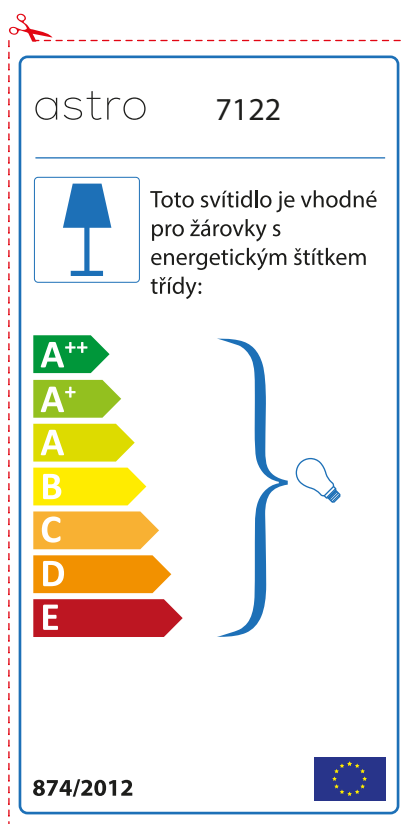 astro 7122
Toto svítidlo je vhodné
pro žárovky s
energetickým štítkem
třídy:
A++
A+
A
B
C
D
E
874/2012